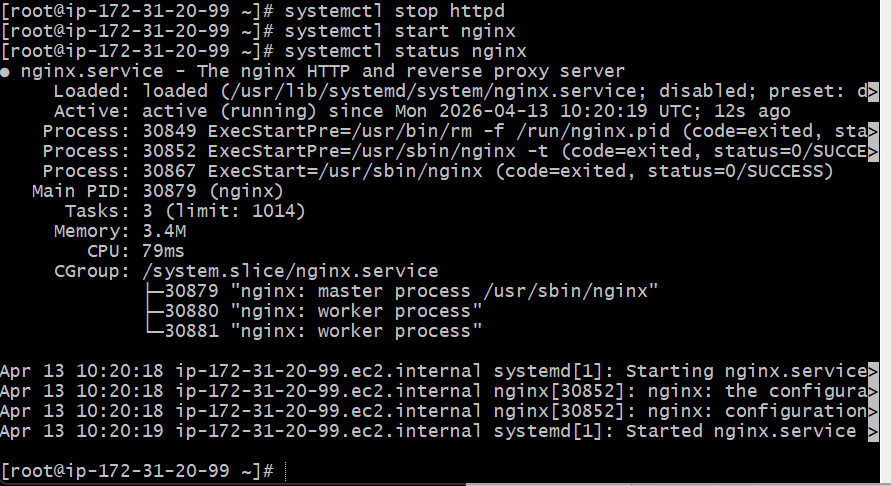 [root@ip-172-31-20-99 ~]# systemctl stop httpd
[root@ip-172-31-20-99 ~]# systemctl start nginx
[root@ip-172-31-20-99 ~]# systemctl status nginx
● nginx.service - The nginx HTTP and reverse proxy server
     Loaded: loaded (/usr/lib/systemd/system/nginx.service; disabled; preset: d>
     Active: active (running) since Mon 2026-04-13 10:20:19 UTC; 12s ago
    Process: 30849 ExecStartPre=/usr/bin/rm -f /run/nginx.pid (code=exited, sta>
    Process: 30852 ExecStartPre=/usr/sbin/nginx -t (code=exited, status=0/SUCCE>
    Process: 30867 ExecStart=/usr/sbin/nginx (code=exited, status=0/SUCCESS)
   Main PID: 30879 (nginx)
      Tasks: 3 (limit: 1014)
     Memory: 3.4M
        CPU: 79ms
     CGroup: /system.slice/nginx.service
             ├─30879 "nginx: master process /usr/sbin/nginx"
             ├─30880 "nginx: worker process"
             └─30881 "nginx: worker process"
Apr 13 10:20:18 ip-172-31-20-99.ec2.internal systemd[1]: Starting nginx.service>
Apr 13 10:20:18 ip-172-31-20-99.ec2.internal nginx[30852]: nginx: the configura>
Apr 13 10:20:18 ip-172-31-20-99.ec2.internal nginx[30852]: nginx: configuration>
Apr 13 10:20:19 ip-172-31-20-99.ec2.internal systemd[1]: Started nginx.service >
[root@ip-172-31-20-99 ~]#